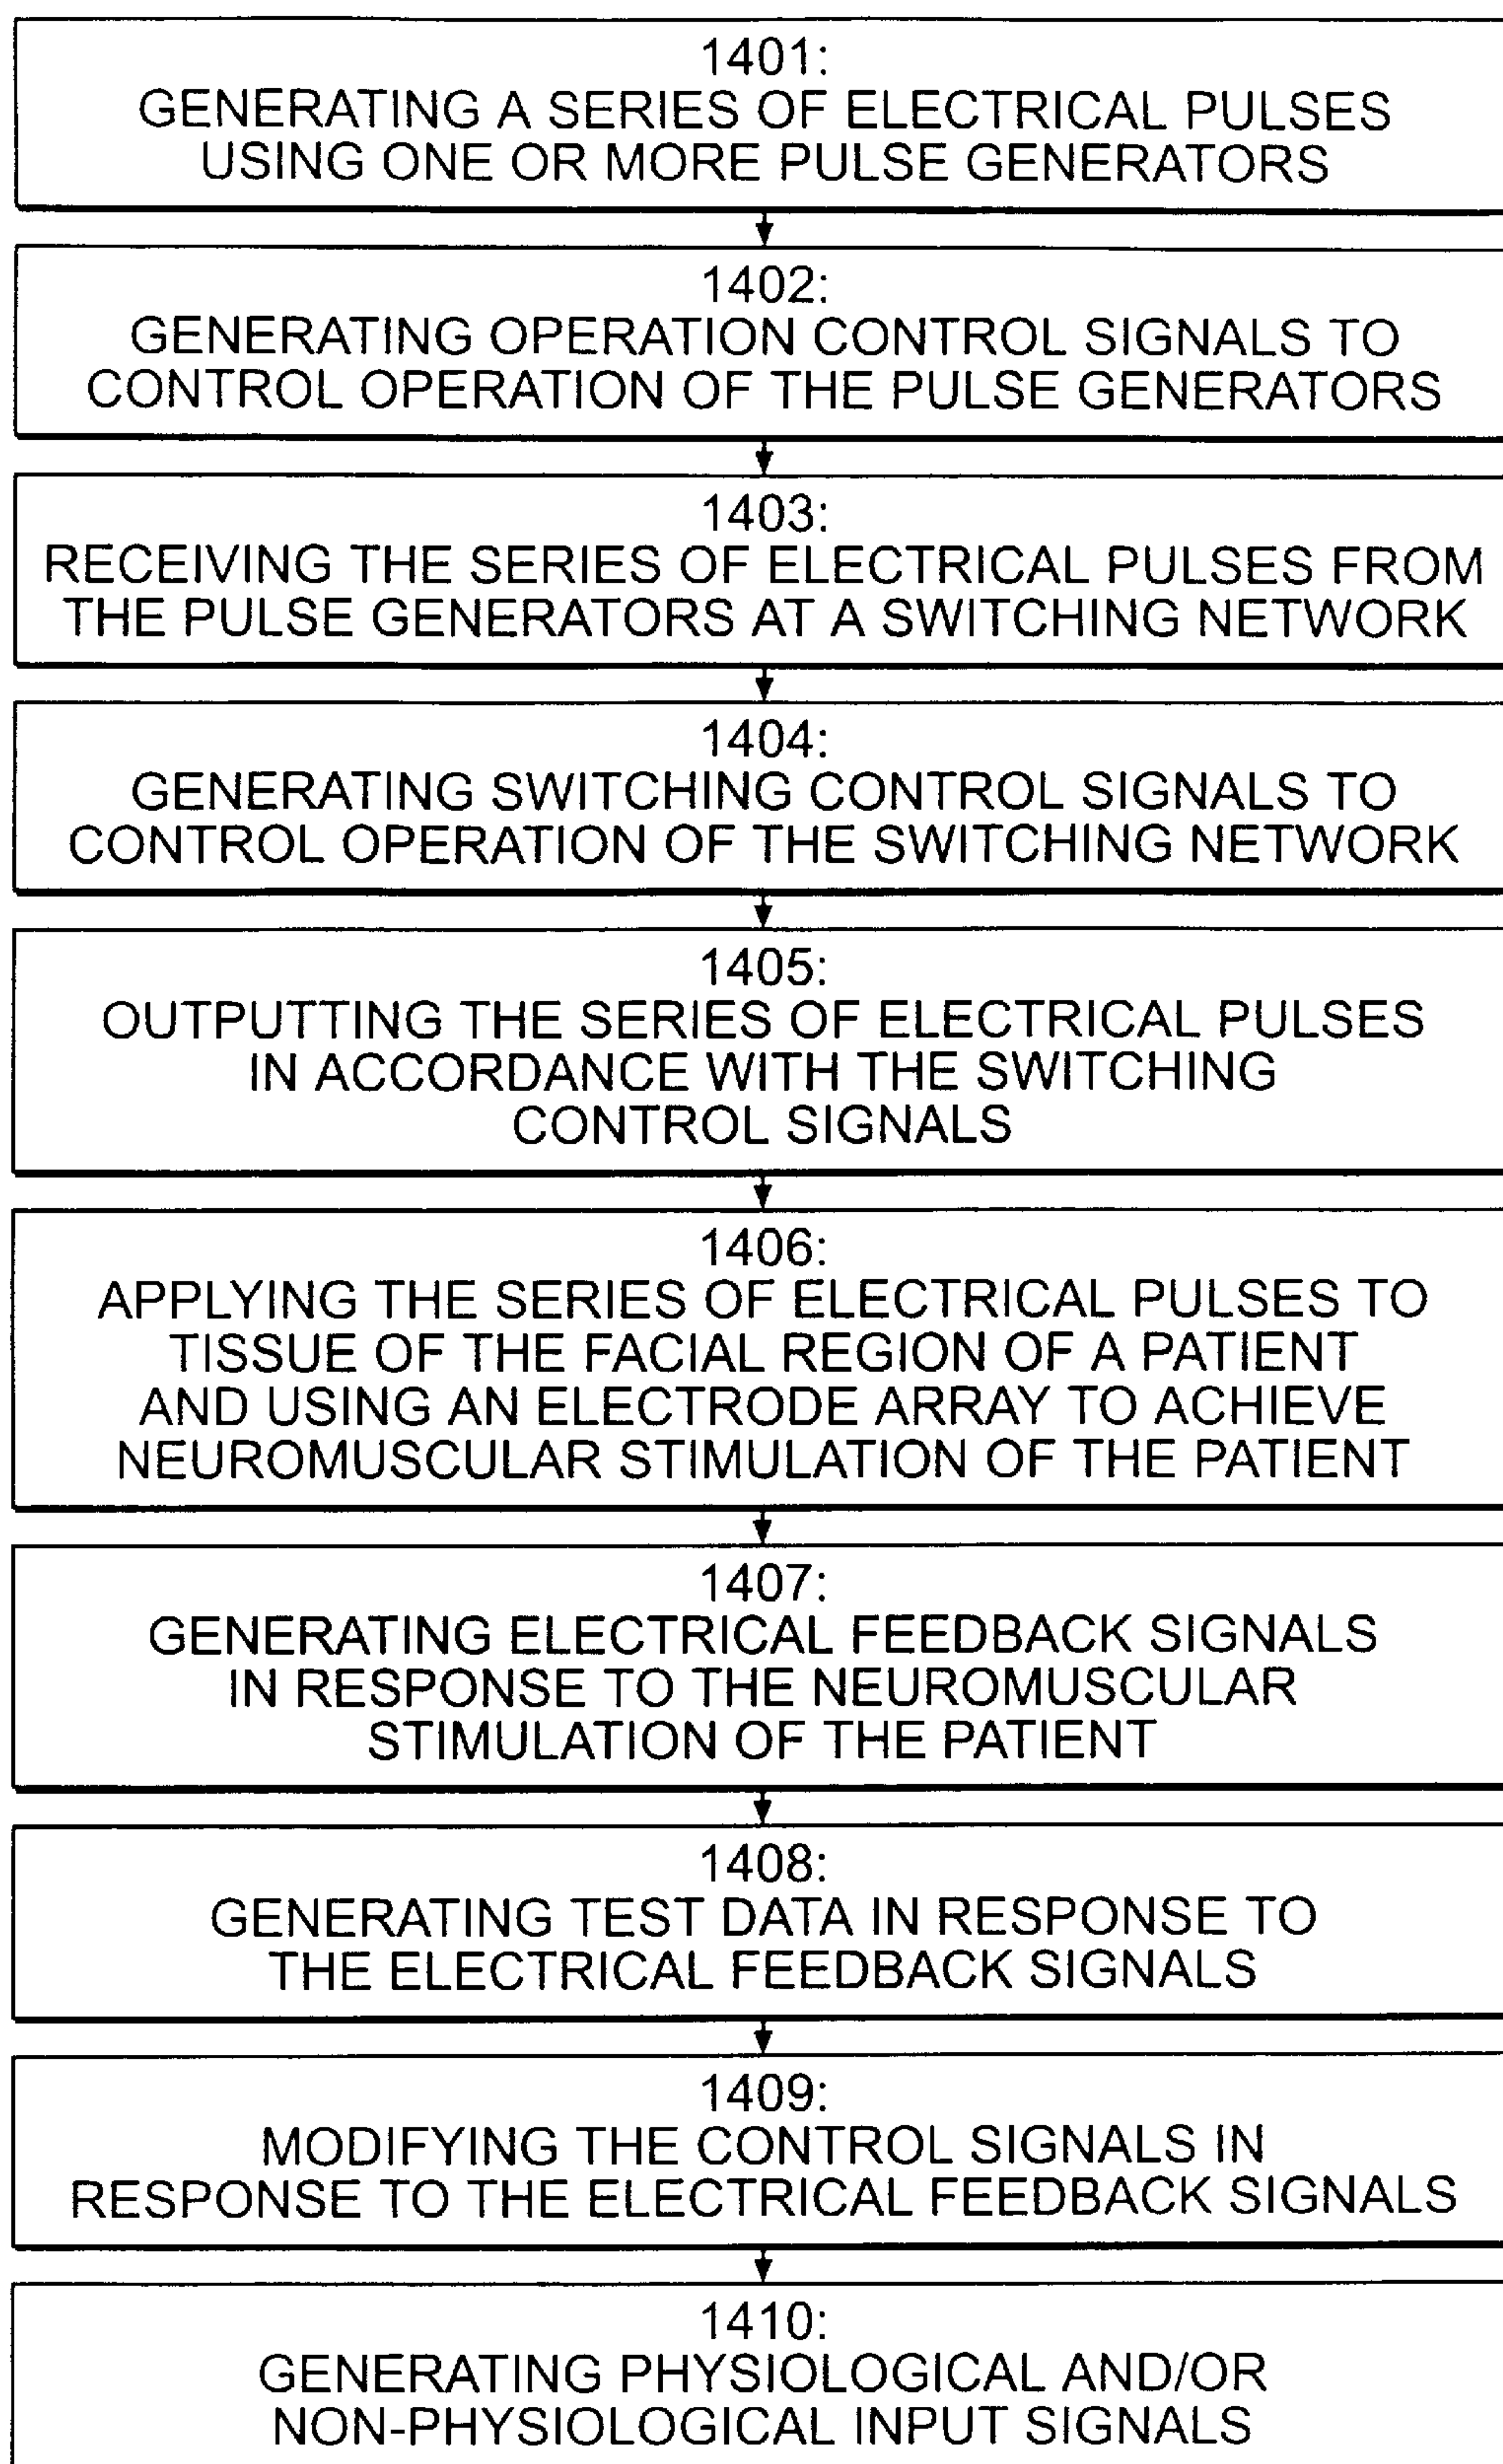 1401:
GENERATING A SERIES OF ELECTRICAL PULSES
USING ONE OR MORE PULSE GENERATORS
1402:
GENERATING OPERATION CONTROL SIGNALS TO
CONTROL OPERATION OF THE PULSE GENERATORS
1403:
RECEIVING THE SERIES OF ELECTRICAL PULSES FROM
THE PULSE GENERATORS AT A SWITCHING NETWORK
1404:
GENERATING SWITCHING CONTROL SIGNALS TO
CONTROL OPERATION OF THE SWITCHING NETWORK
1405:
OUTPUTTING THE SERIES OF ELECTRICAL PULSES
IN ACCORDANCE WITH THE SWITCHING
CONTROL SIGNALS
1406:
APPLYING THE SERIES OF ELECTRICAL PULSES TO
TISSUE OF THE FACIAL REGION OF A PATIENT
AND USING AN ELECTRODE ARRAY TO ACHIEVE
NEUROMUSCULAR STIMULATION OF THE PATIENT
1407:
GENERATING ELECTRICAL FEEDBACK SIGNALS
IN RESPONSE TO THE NEUROMUSCULAR
STIMULATION OF THE PATIENT
1408:
GENERATING TEST DATA IN RESPONSE TO
THE ELECTRICAL FEEDBACK SIGNALS
1409:
MODIFYING THE CONTROL SIGNALS IN
RESPONSE TO THE ELECTRICAL FEEDBACK SIGNALS
1410:
GENERATING PHYSIOLOGICAL AND/OR
NON-PHYSIOLOGICAL INPUT SIGNALS